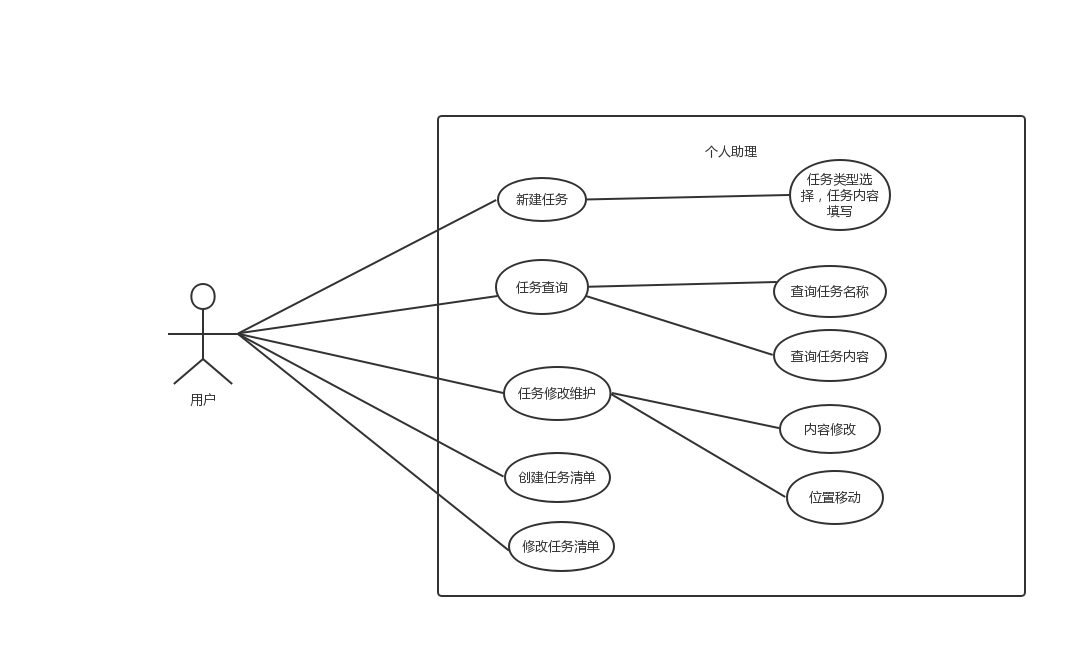 个人助理
新建任务
任务类型选
择，任务内容
填写
任务查询
查询任务名称
查询任务内容
用户
任务修改维护
内容修改
创建任务清单
位置移动
修改任务清单